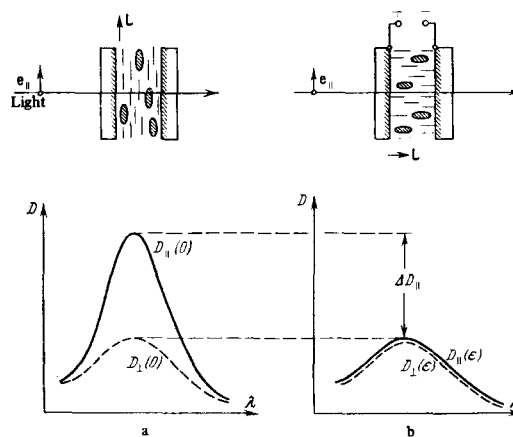 L
e∥
Light
e∥
L
D
D∥(0)
D⊥(0)
λ
a
D
ΔD∥
D∥(ε)
D⊥(ε)
b